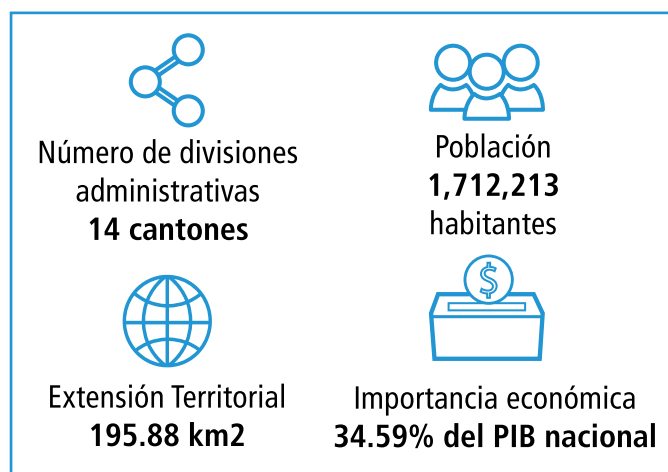 Número de divisiones
administrativas
14 cantones
Población
1,712,213
habitantes
$
Extensión Territorial
195.88 km2
Importancia económica
34.59% del PIB nacional